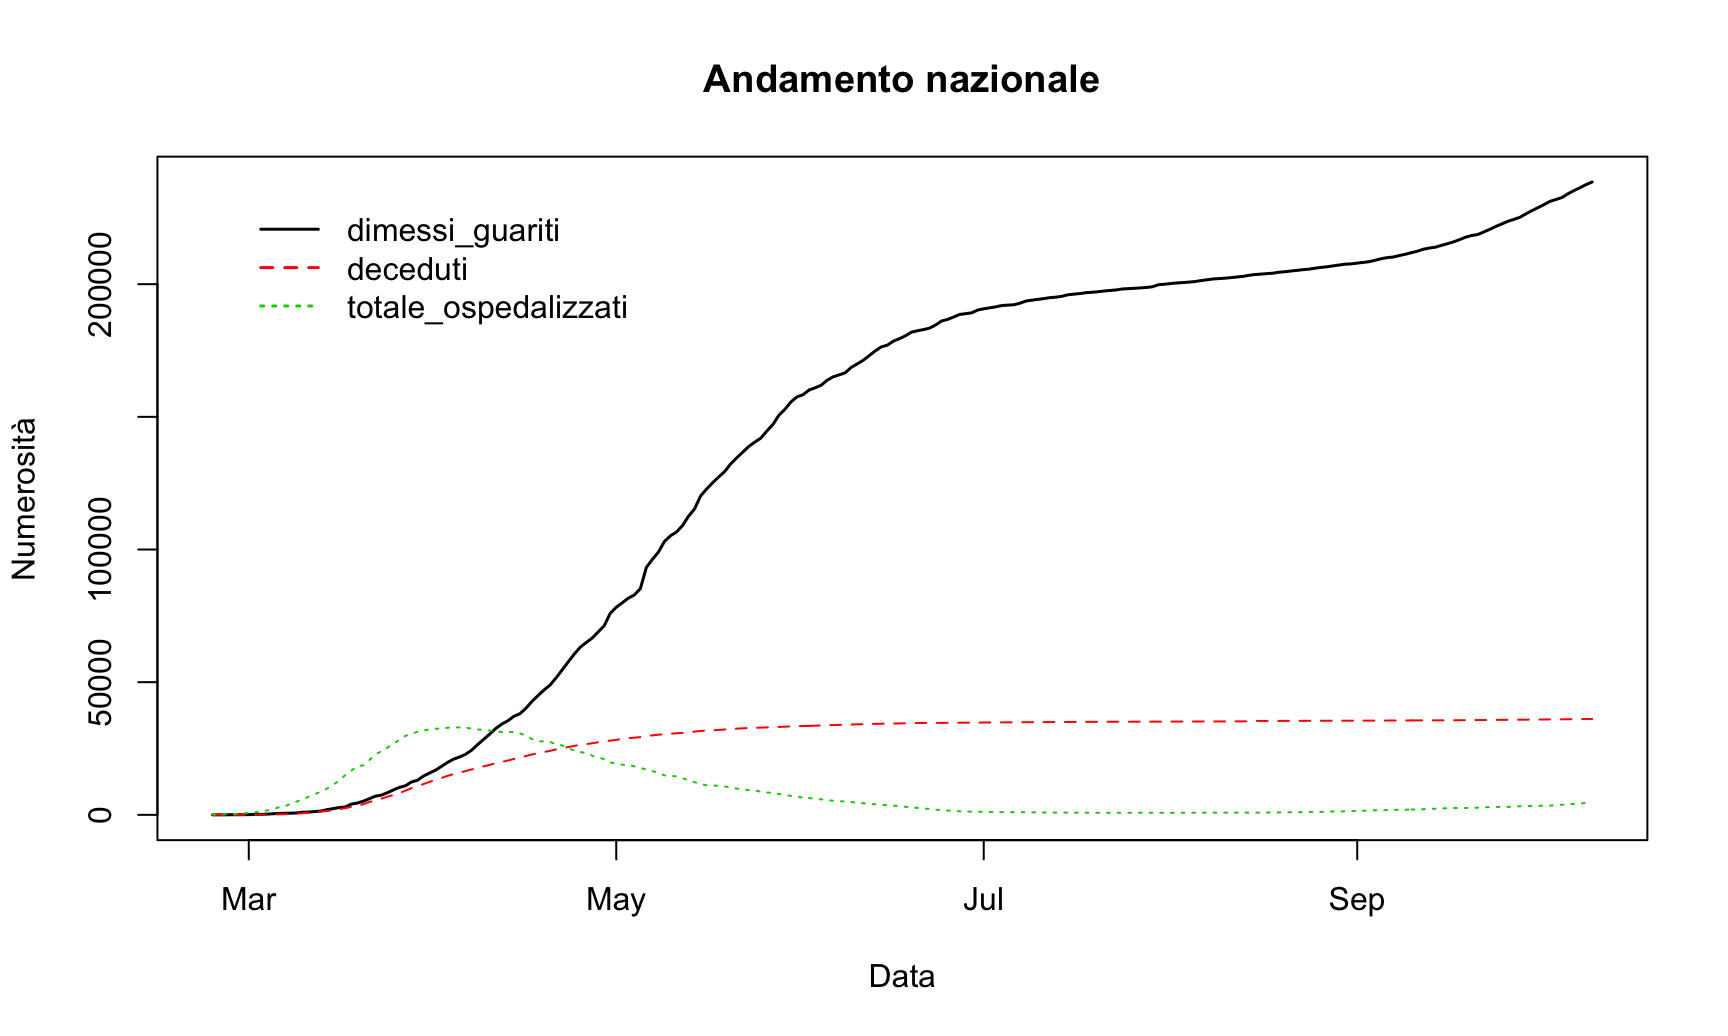 Andamento nazionale
dimessi_guariti
deceduti
totale_ospedalizzati
Numerosità
200000
100000
50000
0
Mar May Jul Sep
Data